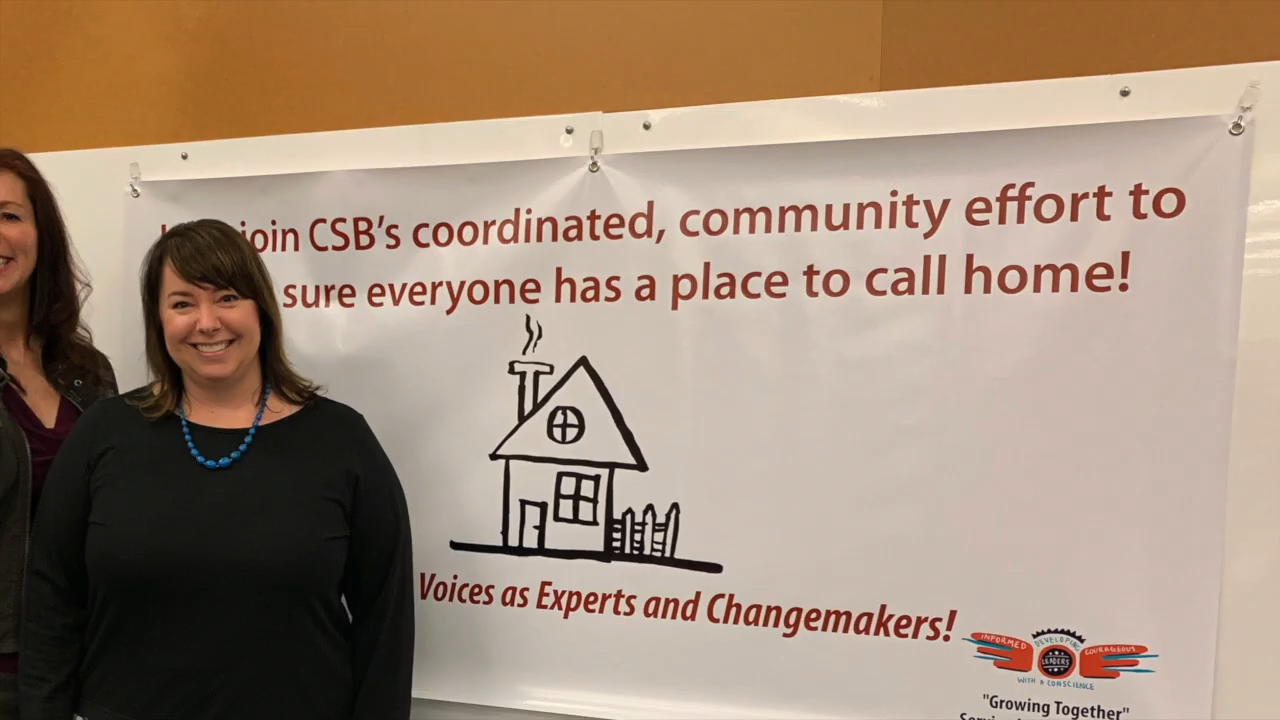 join CSB's coordinated, community effort to
sure everyone has a place to call home!
Voices as Experts and Changemakers!
INFORMED
DEVELOPING
COURAGEOUS
LEADERS
WITH A CONSCIENCE
"Growing Together"